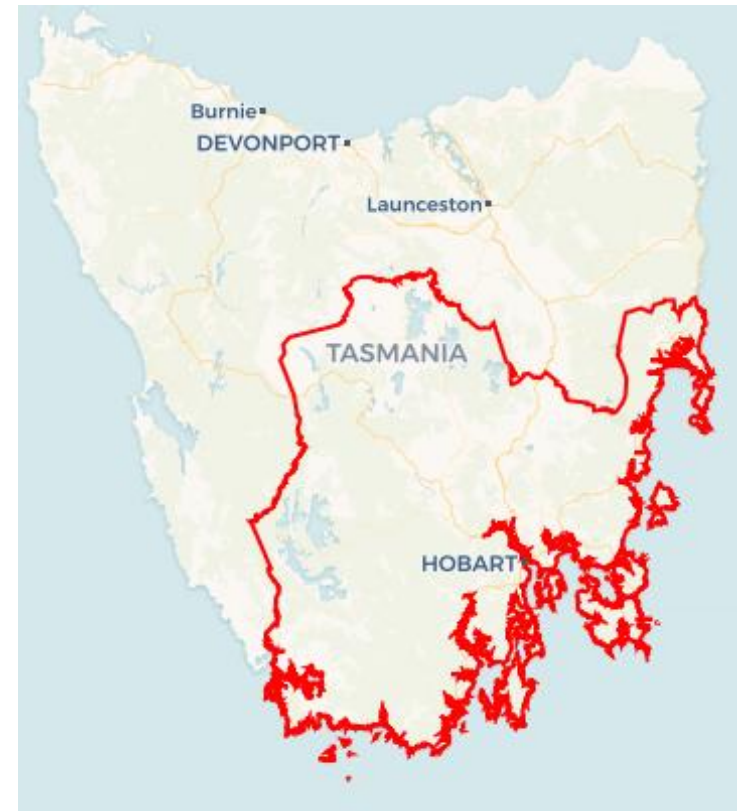 Burnie
DEVONPORT
Launceston
TASMANIA
HOBART